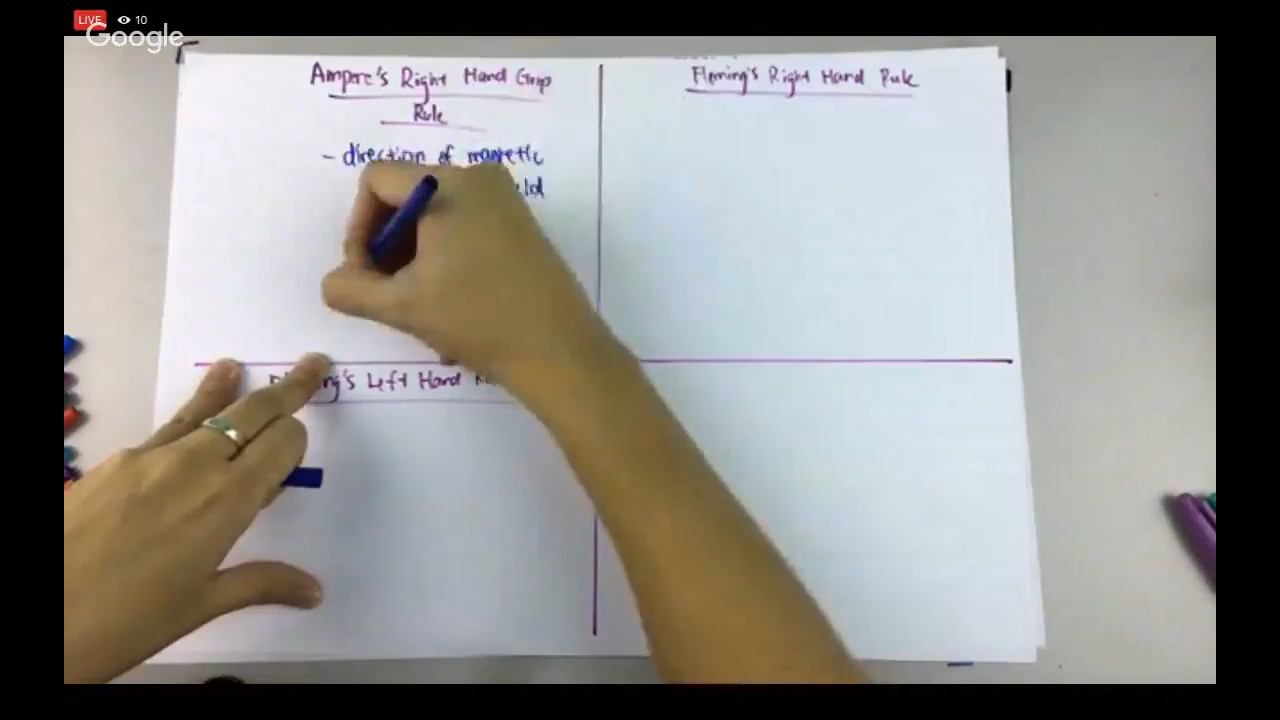 LIVE 10
Google
Ampere's Right Hand Grip
Rule
- direction of magnetic
Fleming's Right Hand Rule
Left Hand